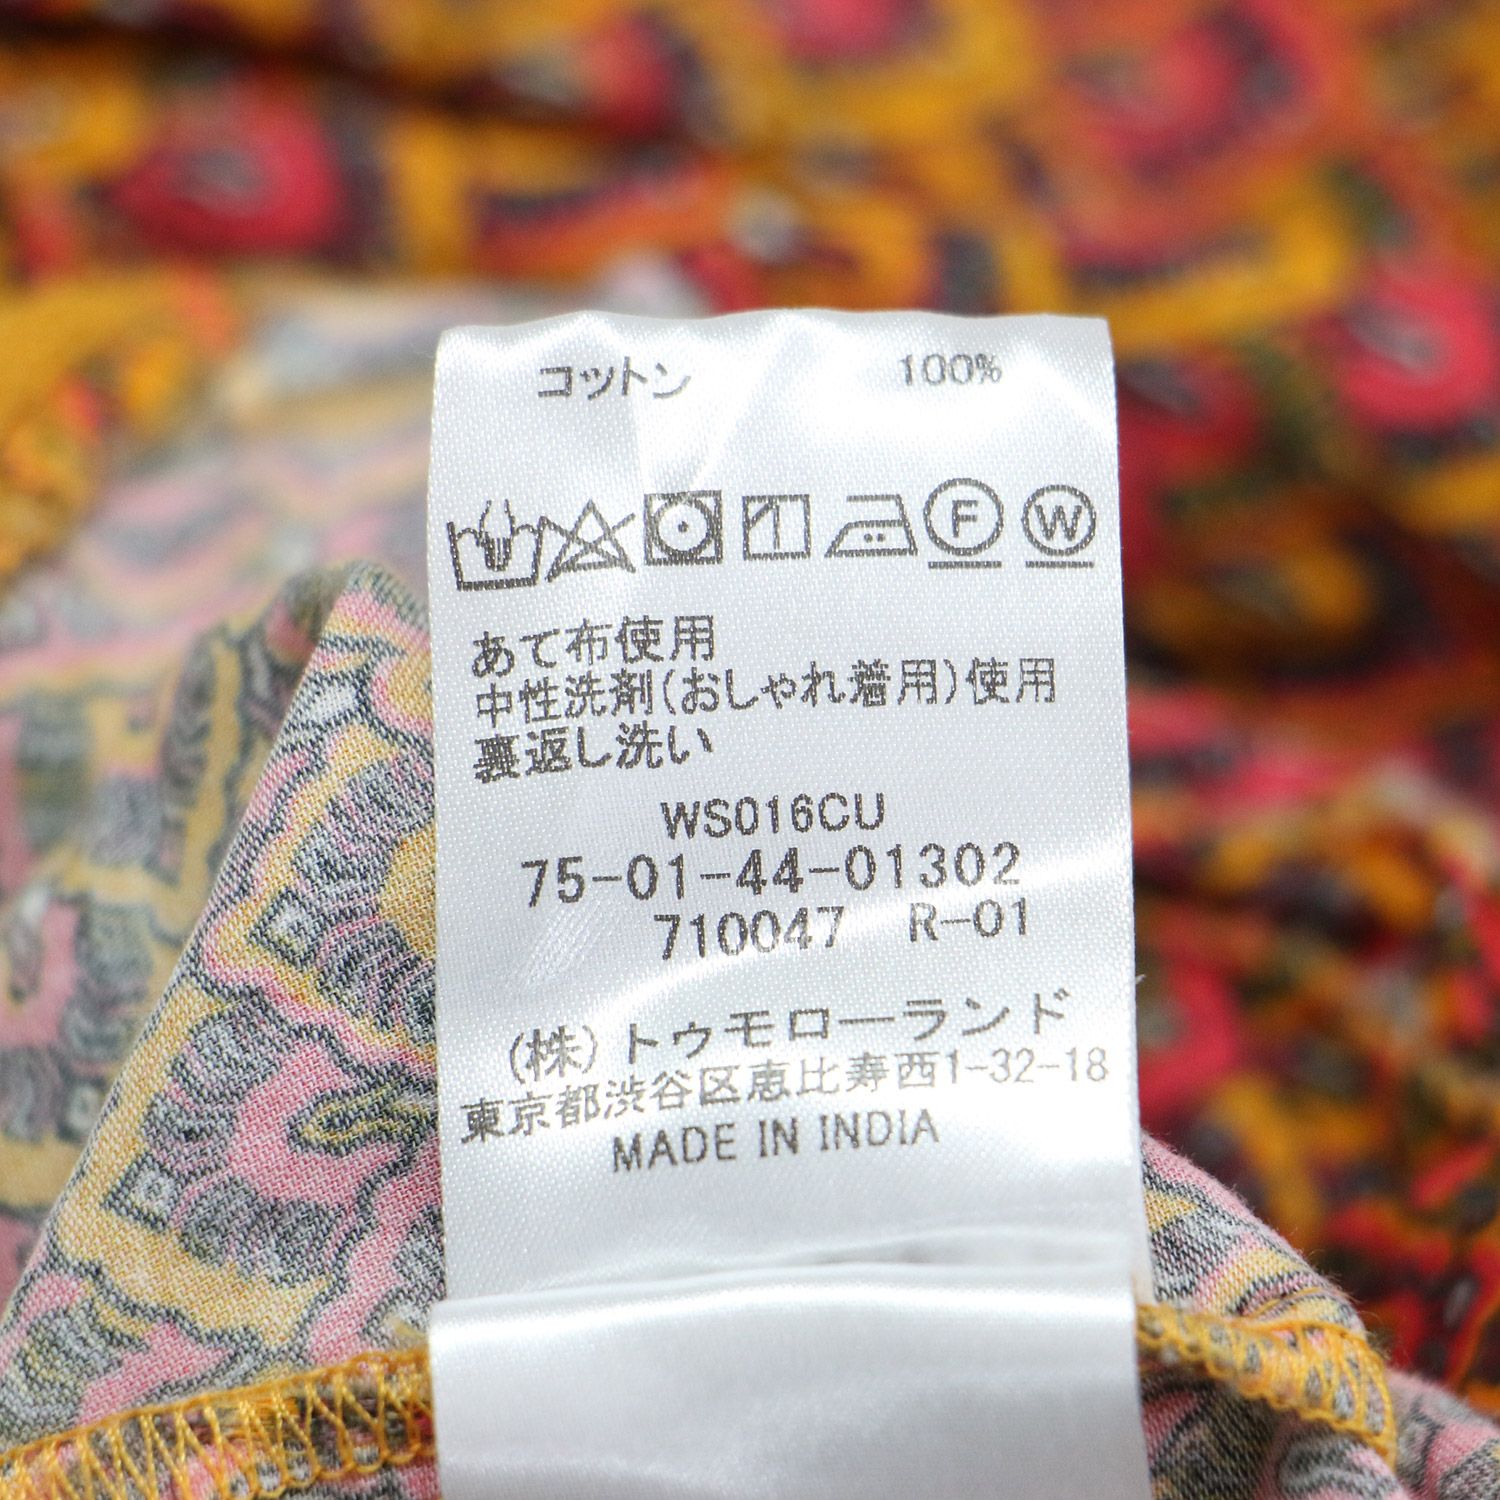 コットン 100%
F W
あて布使用
中性洗剤(おしゃれ着用)使用
裏返し洗い
WS016CU
75-01-44-01302
710047 R-01
(株)トゥモローランド
東京都渋谷区恵比寿西1-32-18
MADE IN INDIA